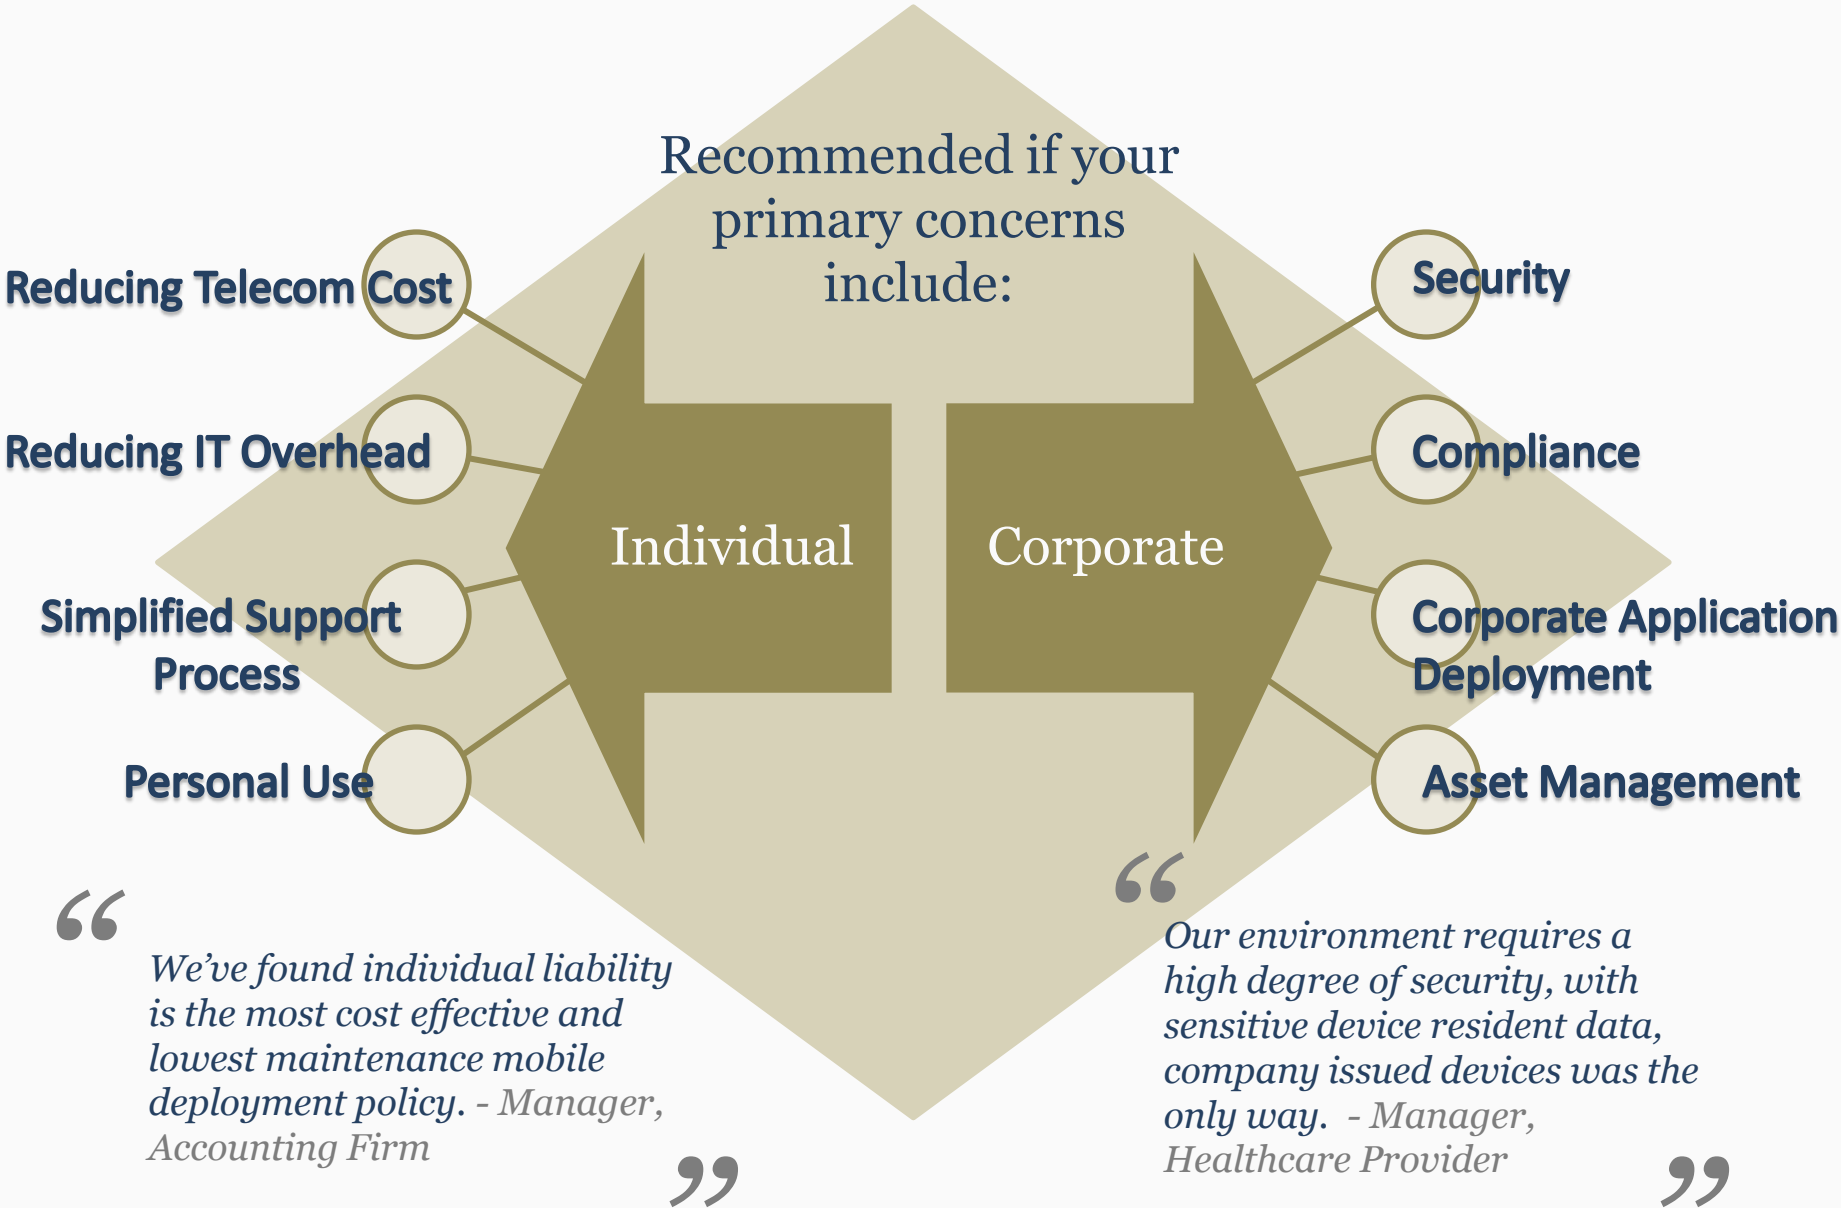 Recommended if your
primary concerns
include:
Reducing Telecom Cost
Reducing IT Overhead
Simplified Support
Process
Personal Use
Individual
Corporate
Security
Compliance
Corporate Application
Deployment
Asset Management
“
We’ve found individual liability
is the most cost effective and
lowest maintenance mobile
deployment policy. - Manager,
Accounting Firm
”
“
Our environment requires a
high degree of security, with
sensitive device resident data,
company issued devices was the
only way.  - Manager,
Healthcare Provider
”